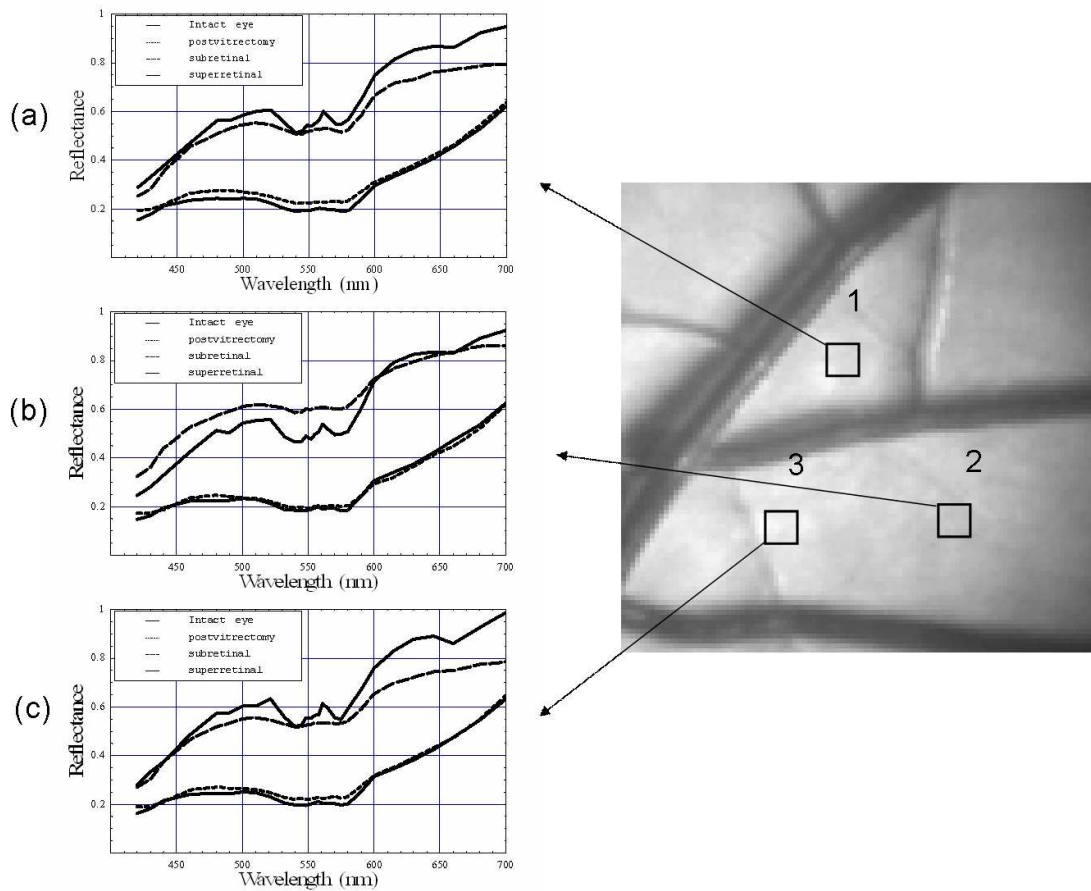 (a)
1
0.8
0.6
0.4
0.2
Reflectance
Intact eye
postvitrectomy
subretinal
superretinal
450 500 550 600 650 700
Wavelength (nm)
(b)
1
0.8
0.6
0.4
0.2
Reflectance
Intact eye
postvitrectomy
subretinal
superretinal
450 500 550 600 650 700
Wavelength (nm)
(c)
1
0.8
0.6
0.4
0.2
Reflectance
Intact eye
postvitrectomy
subretinal
superretinal
450 500 550 600 650 700
Wavelength (nm)
1
3 2